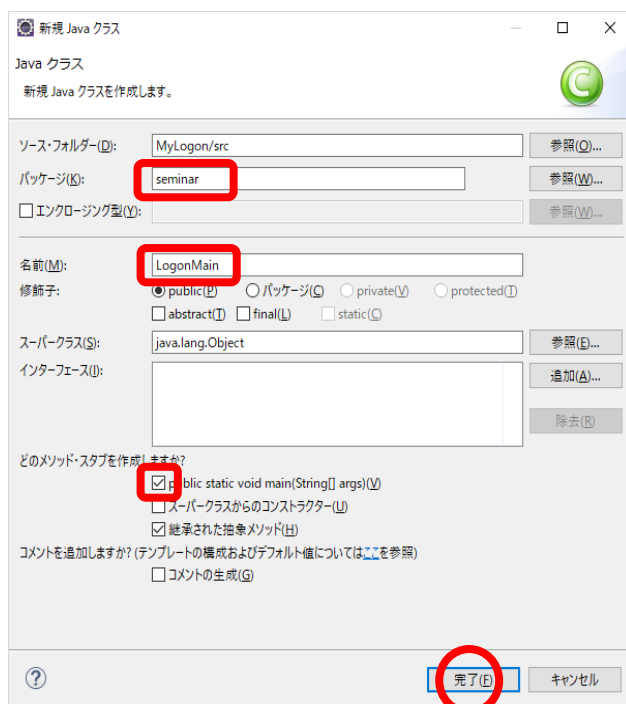 新規 Java クラス
Java クラス
新規 Java クラスを作成します。
C
ソース・フォルダー(D): MyLogon/src 参照(O)...
パッケージ(K): seminar 参照(W)...
エンクロージング型(Y): 参照(W)...
名前(M): LogonMain
修飾子: public(P) パッケージ(C) private(V) protected(T)
abstract(T) final(L) static(C)
スーパークラス(S): java.lang.Object 参照(E)...
インターフェース(I): 追加(A)...
除去(R)
どのメソッド・スタブを作成しますか?
public static void main(String[] args)(V)
スーパークラスからのコンストラクター(U)
継承された抽象メソッド(H)
コメントを追加しますか? (テンプレートの構成およびデフォルト値についてはここを参照)
コメントの生成(G)
? 完了(F) キャンセル